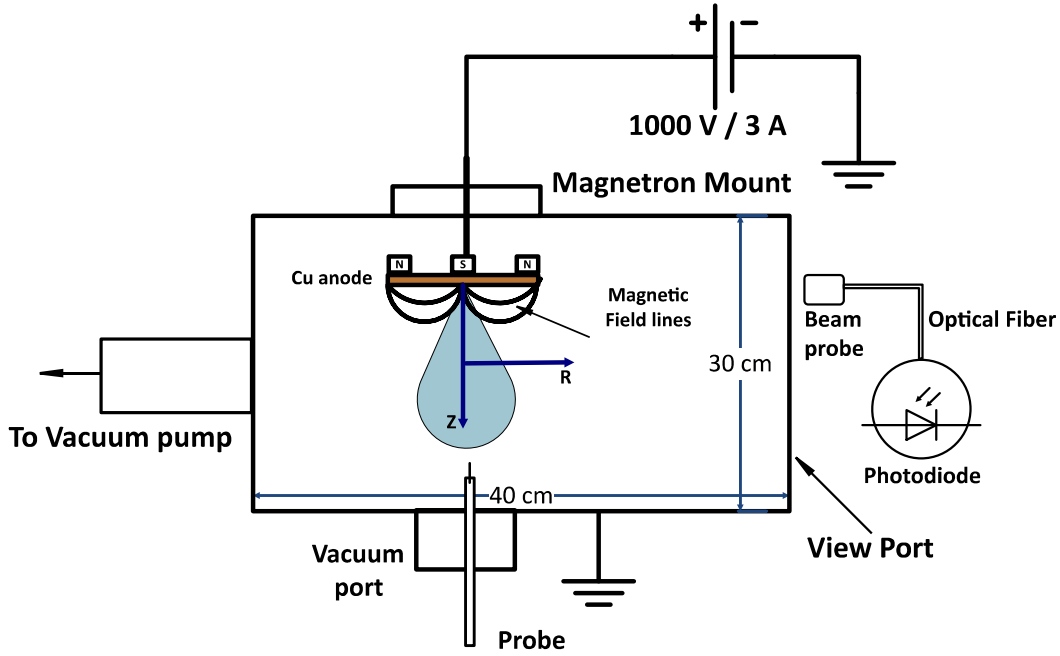 + −
1000 V / 3 A
Magnetron Mount
N S N
Cu anode
Magnetic
Field lines
Beam
probe
Optical Fiber
30 cm
R
Z
To Vacuum pump
Photodiode
40 cm
View Port
Vacuum
port
Probe